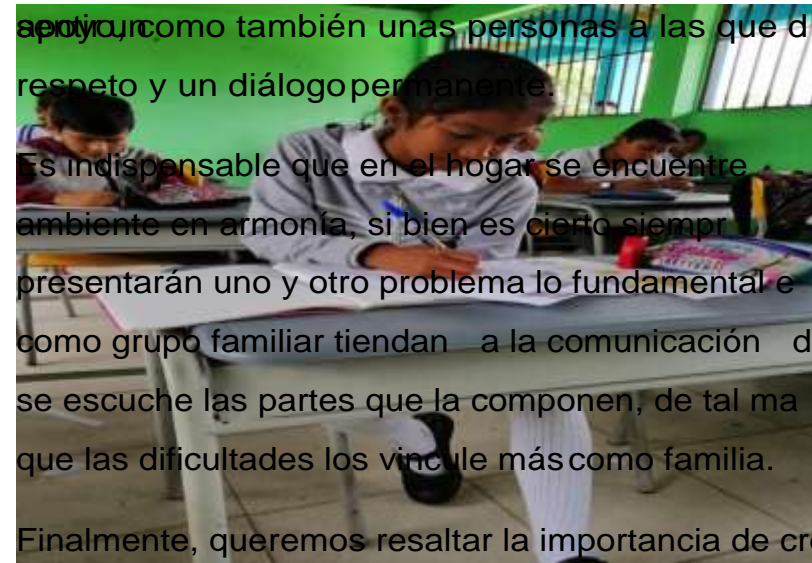 apoyo, como también unas personas a las que d
respeto y un diálogo permanente.
Es indispensable que en el hogar se encuentre
ambiente en armonía, si bien es cierto siempr
presentarán uno y otro problema lo fundamental e
como grupo familiar tiendan a la comunicación d
se escuche las partes que la componen, de tal ma
que las dificultades los vincule más como familia.
Finalmente, queremos resaltar la importancia de cre